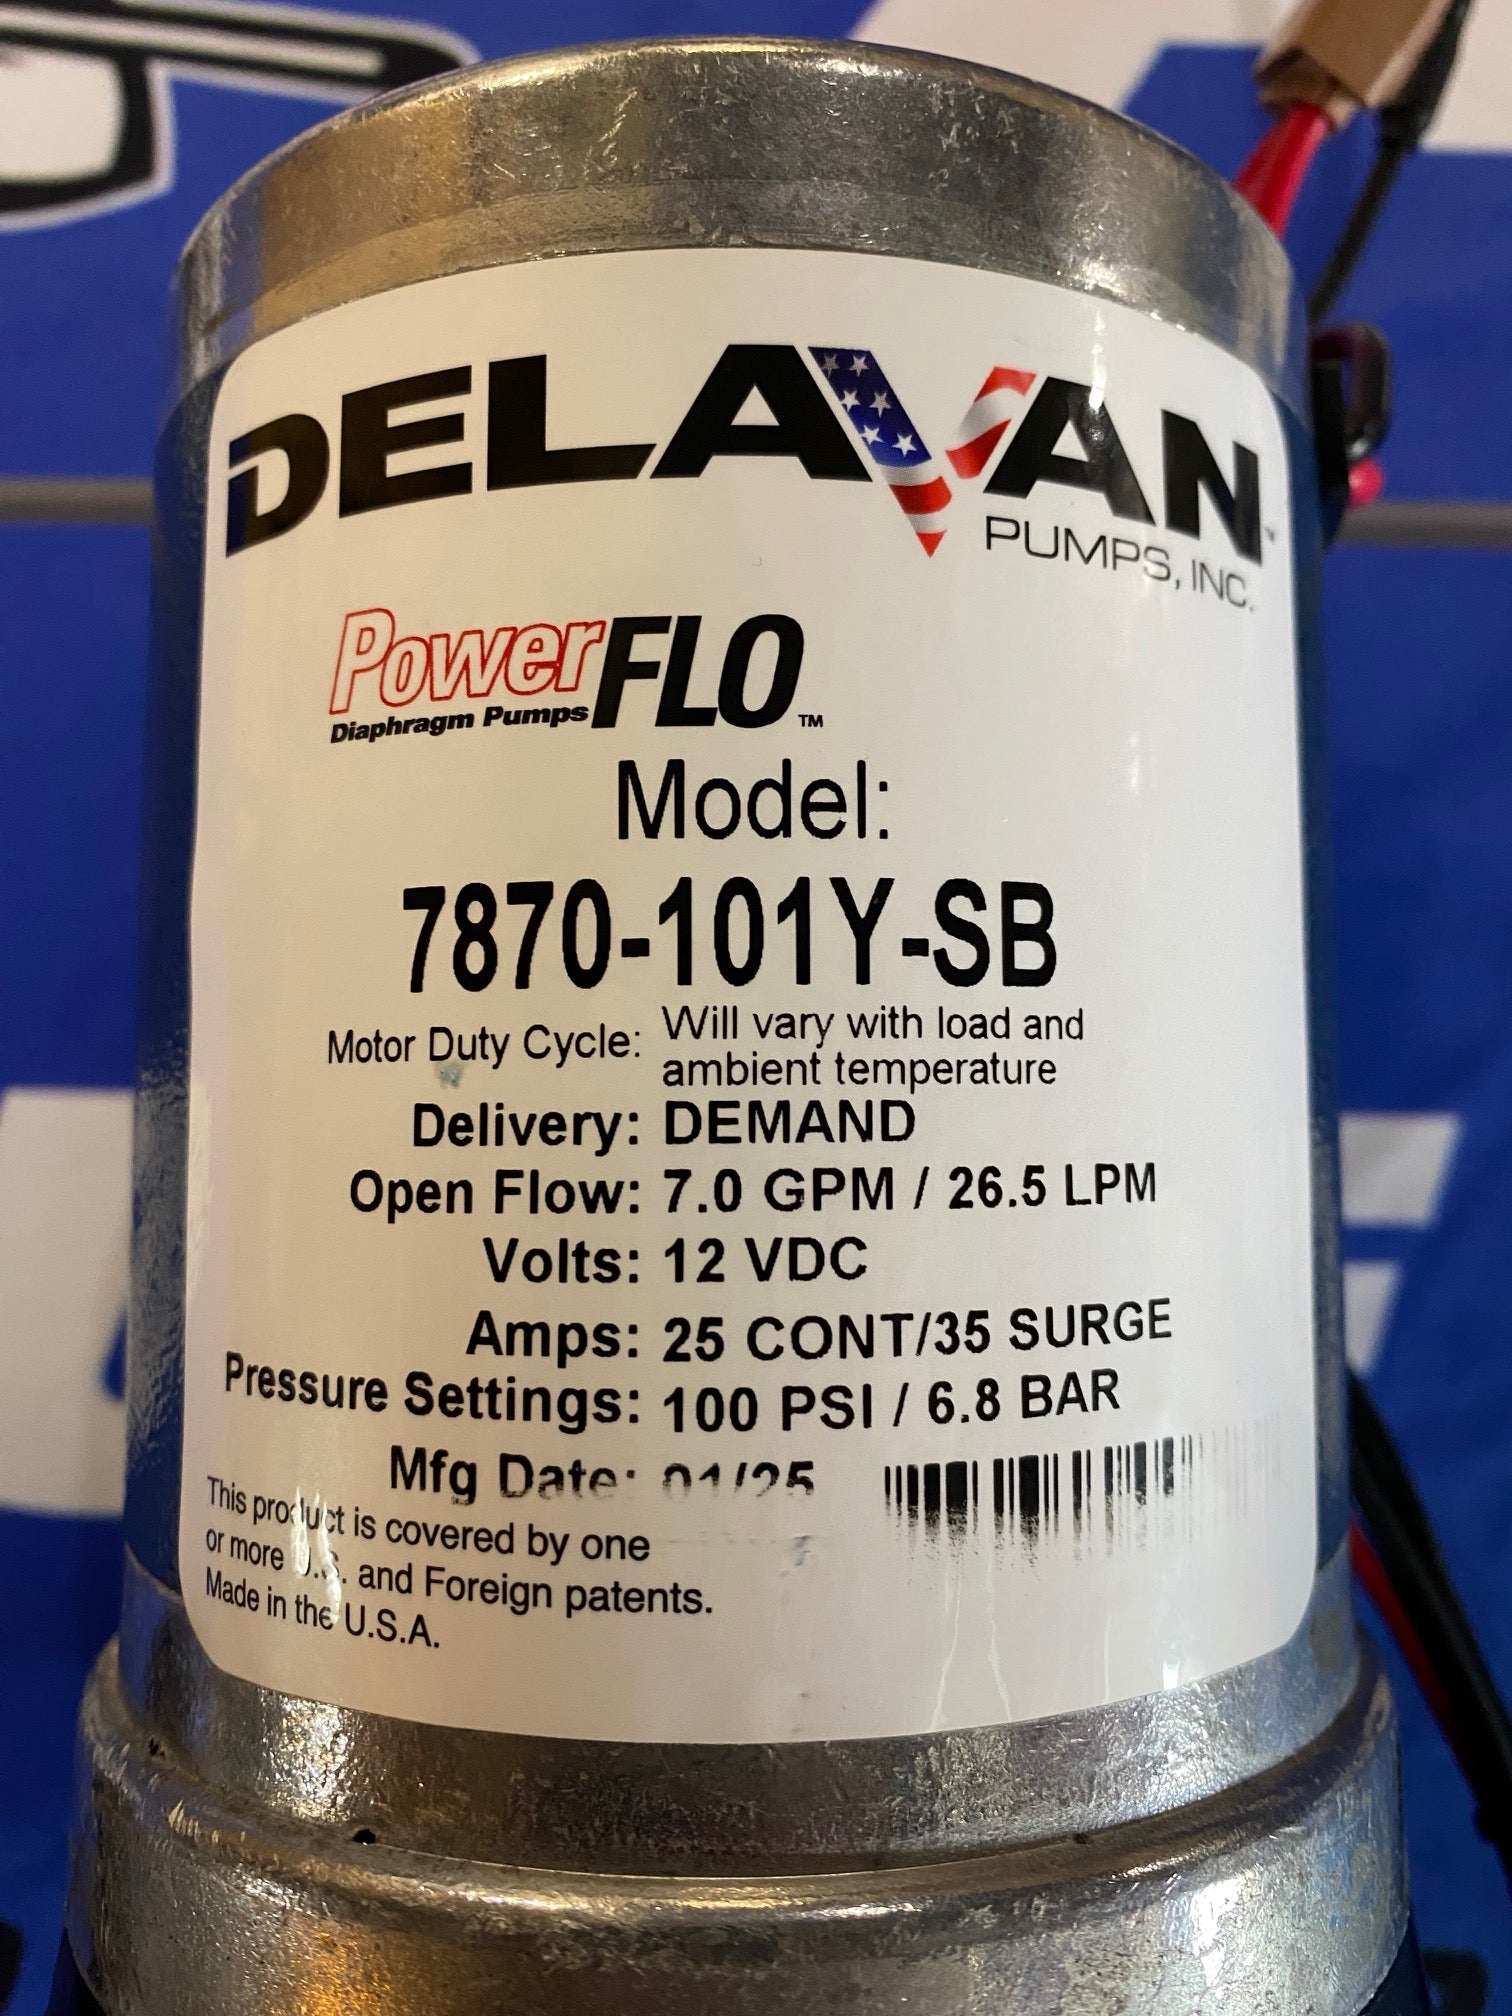 DELAVAN™
PUMPS, INC.
PowerFLO™
Diaphragm Pumps
Model:
7870-101Y-SB
Motor Duty Cycle: Will vary with load and
ambient temperature
Delivery: DEMAND
Open Flow: 7.0 GPM / 26.5 LPM
Volts: 12 VDC
Amps: 25 CONT/35 SURGE
Pressure Settings: 100 PSI / 6.8 BAR
Mfg Date: 01/25
This product is covered by one
or more U.S. and Foreign patents.
Made in the U.S.A.